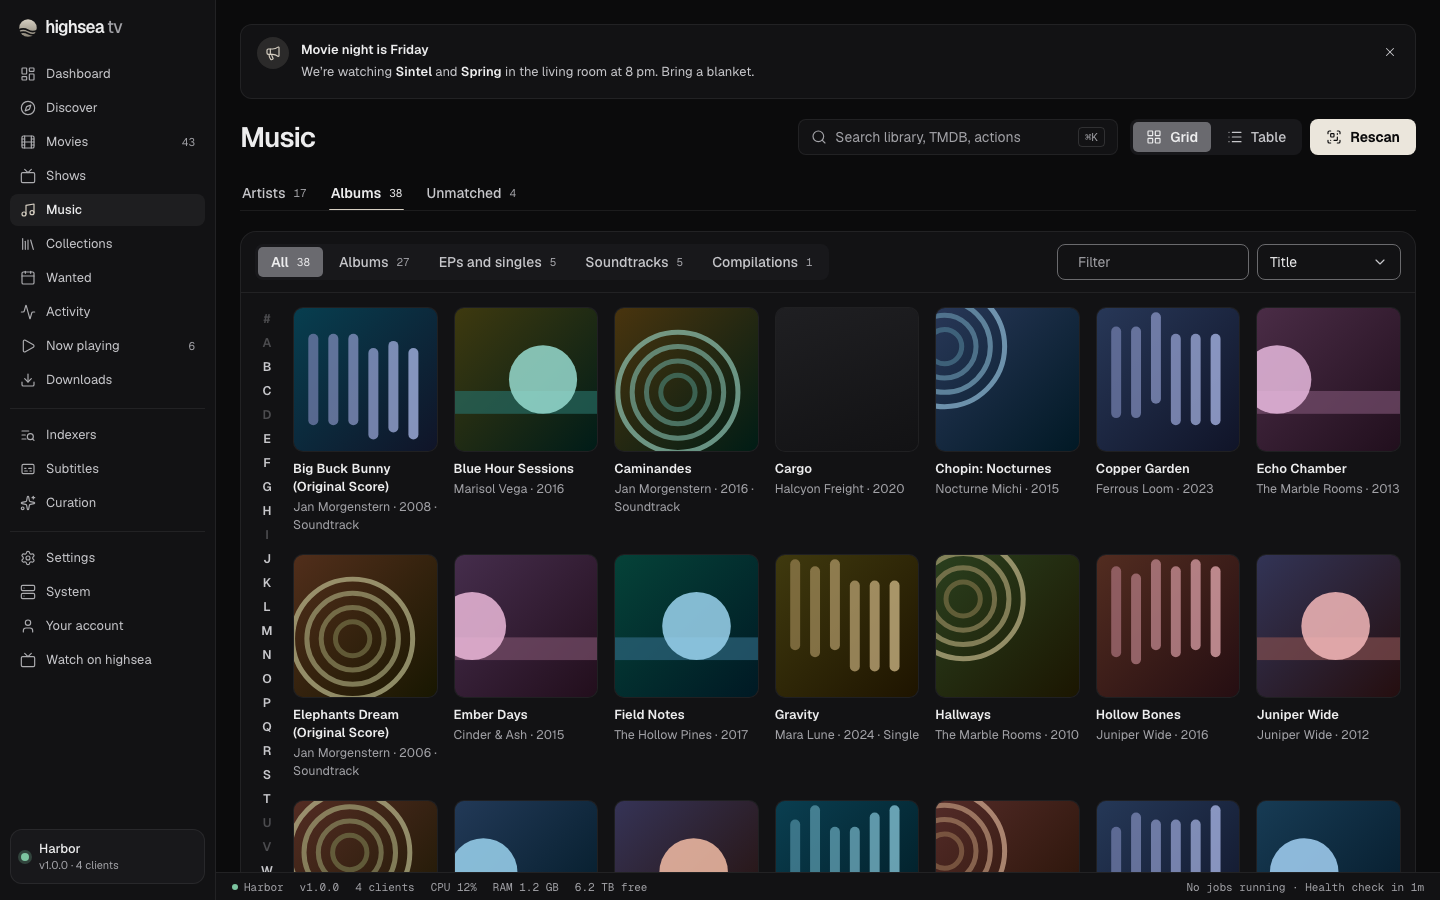 highsea tv
Dashboard
Discover
Movies 43
Shows
Music
Collections
Wanted
Activity
Now playing 6
Downloads
Indexers
Subtitles
Curation
Settings
System
Your account
Watch on highsea
Harbor
v1.0.0 · 4 clients
Movie night is Friday
We're watching Sintel and Spring in the living room at 8 pm. Bring a blanket.
Music
Search library, TMDB, actions ⌘K
Grid
Table
Rescan
Artists 17
Albums 38
Unmatched 4
All 38
Albums 27
EPs and singles 5
Soundtracks 5
Compilations 1
Filter
Title
#
A
B
C
D
E
F
G
H
I
J
K
L
M
N
O
P
Q
R
S
T
U
V
W
Big Buck Bunny
(Original Score)
Jan Morgenstern · 2008 ·
Soundtrack
Blue Hour Sessions
Marisol Vega · 2016
Caminandes
Jan Morgenstern · 2016 ·
Soundtrack
Cargo
Halcyon Freight · 2020
Chopin: Nocturnes
Nocturne Michi · 2015
Copper Garden
Ferrous Loom · 2023
Echo Chamber
The Marble Rooms · 2013
Elephants Dream
(Original Score)
Jan Morgenstern · 2006 ·
Soundtrack
Ember Days
Cinder & Ash · 2015
Field Notes
The Hollow Pines · 2017
Gravity
Mara Lune · 2024 · Single
Hallways
The Marble Rooms · 2010
Hollow Bones
Juniper Wide · 2016
Juniper Wide
Juniper Wide · 2012
Harbor v1.0.0 4 clients CPU 12% RAM 1.2 GB 6.2 TB free
No jobs running · Health check in 1m